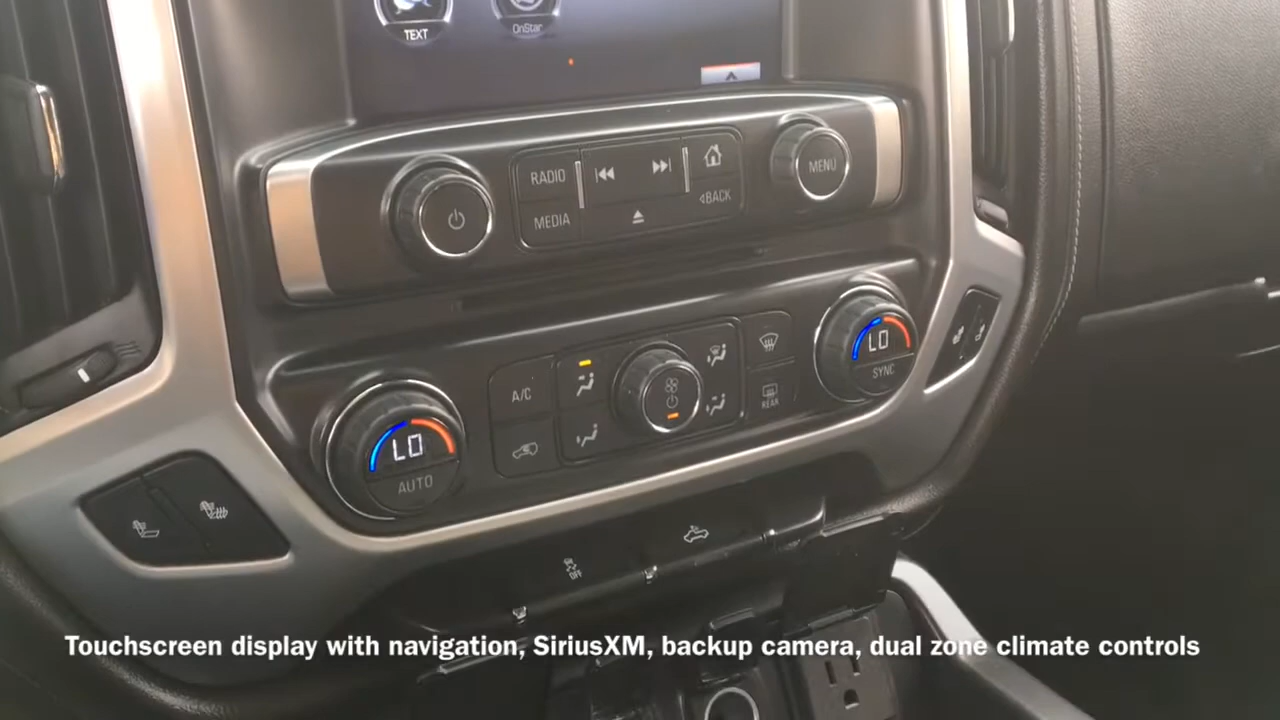 TEXT
OnStar
RADIO
MEDIA
BACK
MENU
LO
AUTO
A/C
REAR
LO
SYNC
Touchscreen display with navigation, SiriusXM, backup camera, dual zone climate controls